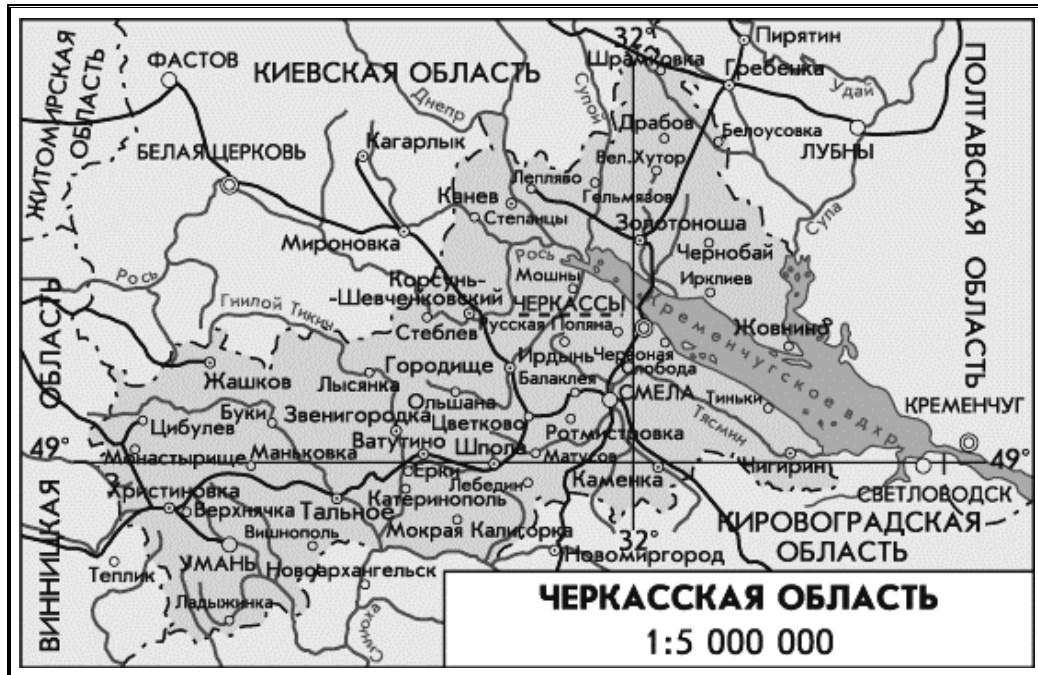 32°
Пирятин
ФАСТОВ
Шрамковка
КИЕВСКАЯ ОБЛАСТЬ
Гребенка
ЖИТОМИРСКАЯ
ОБЛАСТЬ
ПОЛТАВСКАЯ ОБЛАСТЬ
Днепр
Супой
Удай
Драбов
Белоусовка
Кагарлык
ЛУБНЫ
БЕЛАЯ ЦЕРКОВЬ
Вел.Хутор
Лепляво
Канев
Гельмязов
Степанцы
Сула
Золотоноша
Мироновка
Чернобай
Рось
Рось
Корсунь-
-Шевченковский
Мошны
Ирклиев
Гнилой Тикич
ЧЕРКАССЫ
Кременчугское вдхр.
Стеблев
Русская Поляна
Жовнино
Городище
Ирдынь
Червоная
Слобода
Жашков
Лысянка
Балаклея
СМЕЛА
Ольшана
Тиньки
КРЕМЕНЧУГ
Буки
Звенигородка
Цветково
Тясмин
Цибулев
Ватутино
Шпола
Ротмистровка
49°
Монастырище
Маньковка
Матусов
49°
Ерки
Чигирин
Христиновка
Лебедин
Каменка
СВЕТЛОВОДСК
Верхнячка
Тальное
Катеринополь
КИРОВОГРАДСКАЯ
ОБЛАСТЬ
Вишнополь
Мокрая Калигорка
32°
ВИННИЦКАЯ ОБЛАСТЬ
УМАНЬ
Новомиргород
Теплик
Новоархангельск
Ладыжинка
Синюха
ЧЕРКАССКАЯ ОБЛАСТЬ
1:5 000 000